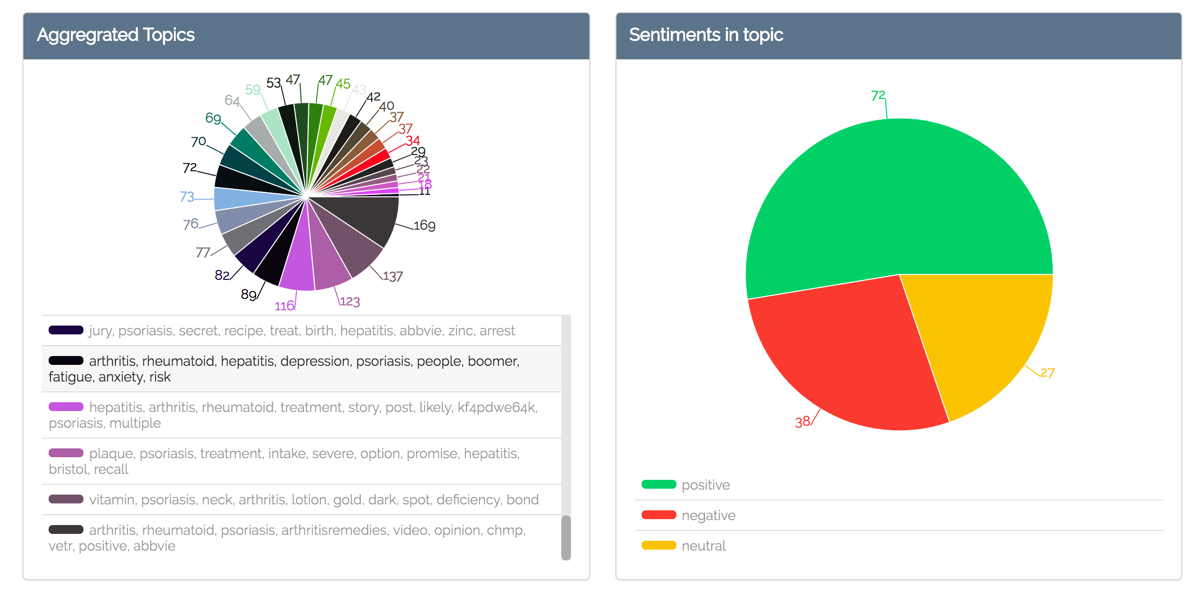 Aggregrated Topics
Sentiments in topic
53
47
47
45
43
42
40
37
37
34
29
23
22
21
18
11
169
137
123
116
89
82
77
76
73
72
70
69
64
59
72
27
38
jury, psoriasis, secret, recipe, treat, birth, hepatitis, abbvie, zinc, arrest
arthritis, rheumatoid, hepatitis, depression, psoriasis, people, boomer,
fatigue, anxiety, risk
hepatitis, arthritis, rheumatoid, treatment, story, post, likely, kf4pdwe64k,
psoriasis, multiple
plaque, psoriasis, treatment, intake, severe, option, promise, hepatitis,
bristol, recall
vitamin, psoriasis, neck, arthritis, lotion, gold, dark, spot, deficiency, bond
arthritis, rheumatoid, psoriasis, arthritisremedies, video, opinion, chmp,
vetr, positive, abbvie
positive
negative
neutral